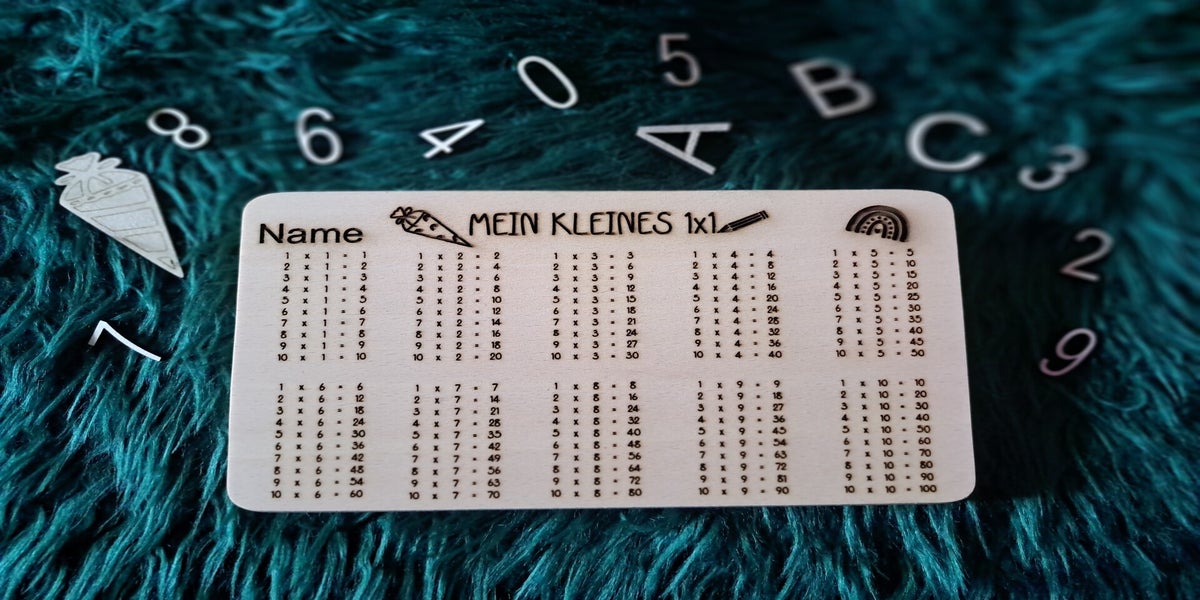 0
5
B
8
6
4
A
C
3
2
7
9
Name
MEIN KLEINES 1x1
1 x 1 = 1
2 x 1 = 2
3 x 1 = 3
4 x 1 = 4
5 x 1 = 5
6 x 1 = 6
7 x 1 = 7
8 x 1 = 8
9 x 1 = 9
10 x 1 = 10
1 x 2 = 2
2 x 2 = 4
3 x 2 = 6
4 x 2 = 8
5 x 2 = 10
6 x 2 = 12
7 x 2 = 14
8 x 2 = 16
9 x 2 = 18
10 x 2 = 20
1 x 3 = 3
2 x 3 = 6
3 x 3 = 9
4 x 3 = 12
5 x 3 = 15
6 x 3 = 18
7 x 3 = 21
8 x 3 = 24
9 x 3 = 27
10 x 3 = 30
1 x 4 = 4
2 x 4 = 8
3 x 4 = 12
4 x 4 = 16
5 x 4 = 20
6 x 4 = 24
7 x 4 = 28
8 x 4 = 32
9 x 4 = 36
10 x 4 = 40
1 x 5 = 5
2 x 5 = 10
3 x 5 = 15
4 x 5 = 20
5 x 5 = 25
6 x 5 = 30
7 x 5 = 35
8 x 5 = 40
9 x 5 = 45
10 x 5 = 50
1 x 6 = 6
2 x 6 = 12
3 x 6 = 18
4 x 6 = 24
5 x 6 = 30
6 x 6 = 36
7 x 6 = 42
8 x 6 = 48
9 x 6 = 54
10 x 6 = 60
1 x 7 = 7
2 x 7 = 14
3 x 7 = 21
4 x 7 = 28
5 x 7 = 35
6 x 7 = 42
7 x 7 = 49
8 x 7 = 56
9 x 7 = 63
10 x 7 = 70
1 x 8 = 8
2 x 8 = 16
3 x 8 = 24
4 x 8 = 32
5 x 8 = 40
6 x 8 = 48
7 x 8 = 56
8 x 8 = 64
9 x 8 = 72
10 x 8 = 80
1 x 9 = 9
2 x 9 = 18
3 x 9 = 27
4 x 9 = 36
5 x 9 = 45
6 x 9 = 54
7 x 9 = 63
8 x 9 = 72
9 x 9 = 81
10 x 9 = 90
1 x 10 = 10
2 x 10 = 20
3 x 10 = 30
4 x 10 = 40
5 x 10 = 50
6 x 10 = 60
7 x 10 = 70
8 x 10 = 80
9 x 10 = 90
10 x 10 = 100